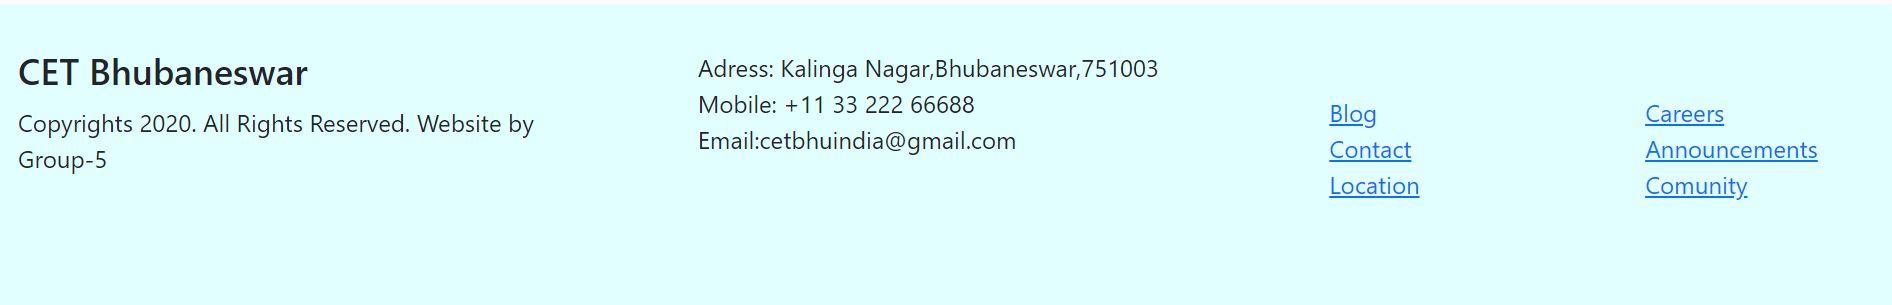 CET Bhubaneswar
Copyrights 2020. All Rights Reserved. Website by
Group-5
Adress: Kalinga Nagar,Bhubaneswar,751003
Mobile: +11 33 222 66688
Email:cetbhuindia@gmail.com
Blog
Contact
Location
Careers
Announcements
Comunity